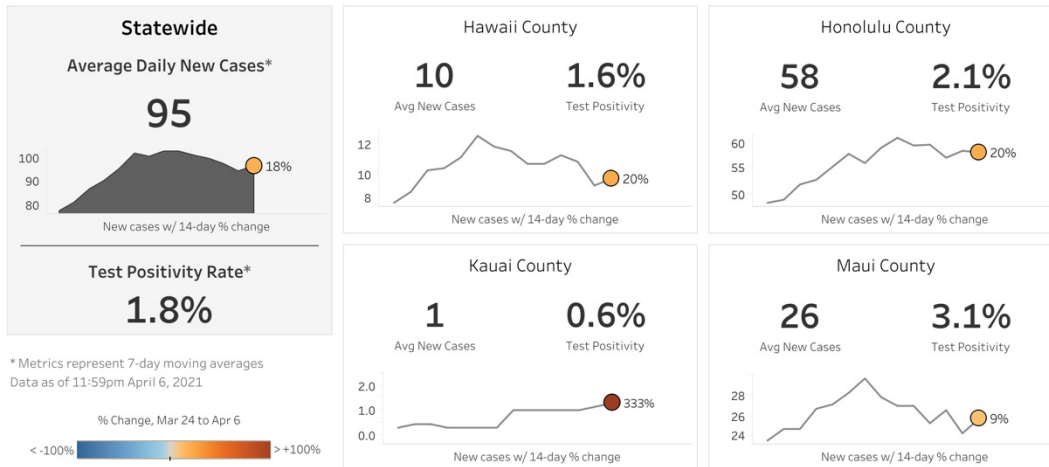 Statewide
Average Daily New Cases*
95
100
90
80
18%
New cases w/ 14-day % change
Test Positivity Rate*
1.8%
* Metrics represent 7-day moving averages
Data as of 11:59pm April 6, 2021
% Change, Mar 24 to Apr 6
< -100%
> +100%
Hawaii County
10 1.6%
Avg New Cases Test Positivity
12
10
8
20%
New cases w/ 14-day % change
Honolulu County
58 2.1%
Avg New Cases Test Positivity
60
55
50
20%
New cases w/ 14-day % change
Kauai County
1 0.6%
Avg New Cases Test Positivity
2.0
1.0
0.0
333%
New cases w/ 14-day % change
Maui County
26 3.1%
Avg New Cases Test Positivity
28
26
24
9%
New cases w/ 14-day % change